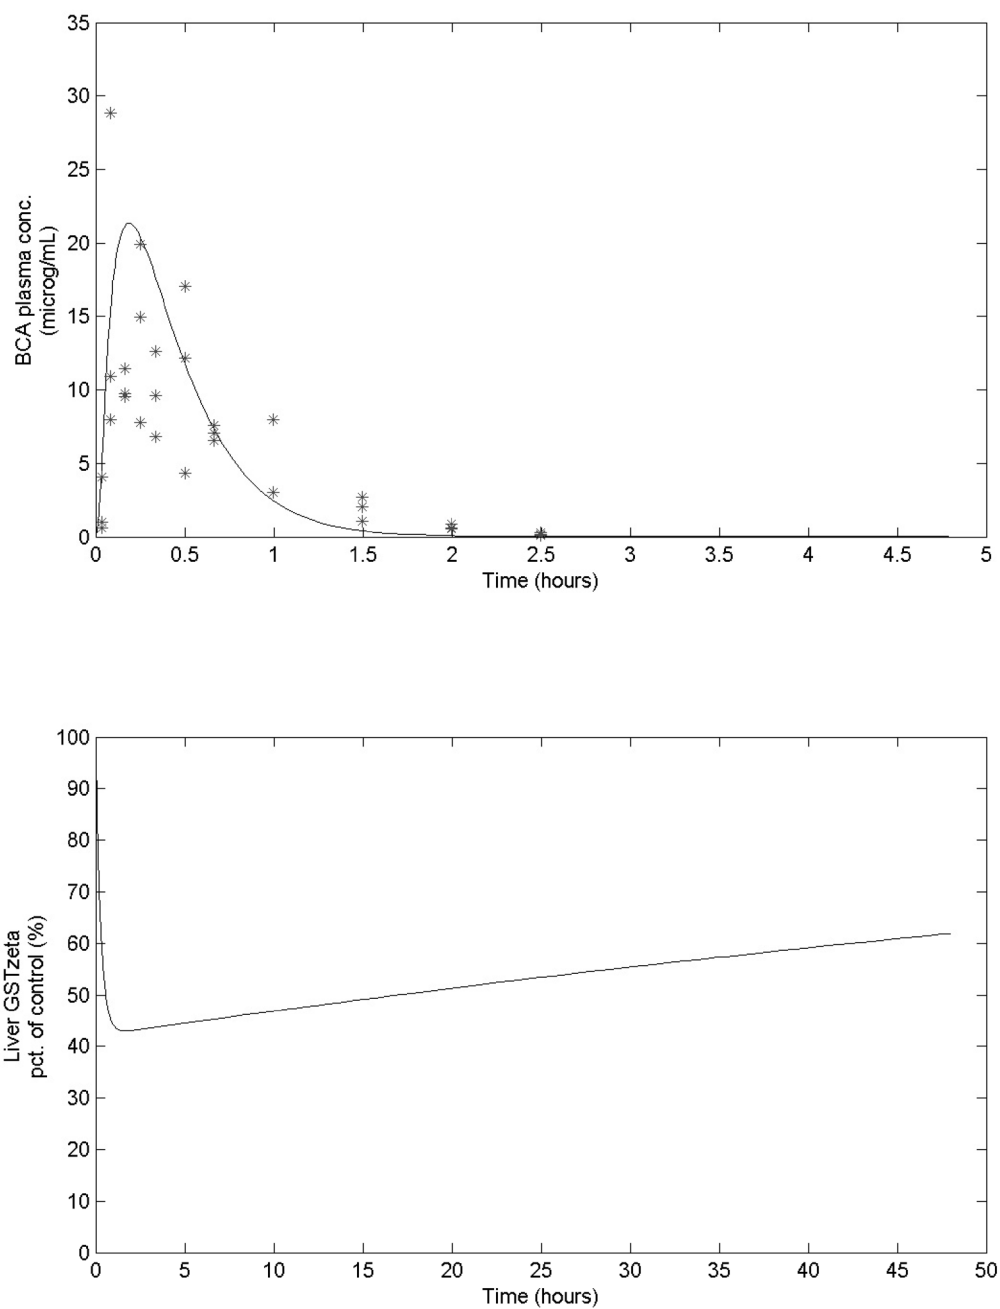 35
30
25
20
15
10
5
0
BCA plasma conc.
(microg/mL)
0 0.5 1 1.5 2 2.5 3 3.5 4 4.5 5
Time (hours)
100
90
80
70
60
50
40
30
20
10
0
Liver GSTzeta
pct. of control (%)
0 5 10 15 20 25 30 35 40 45 50
Time (hours)